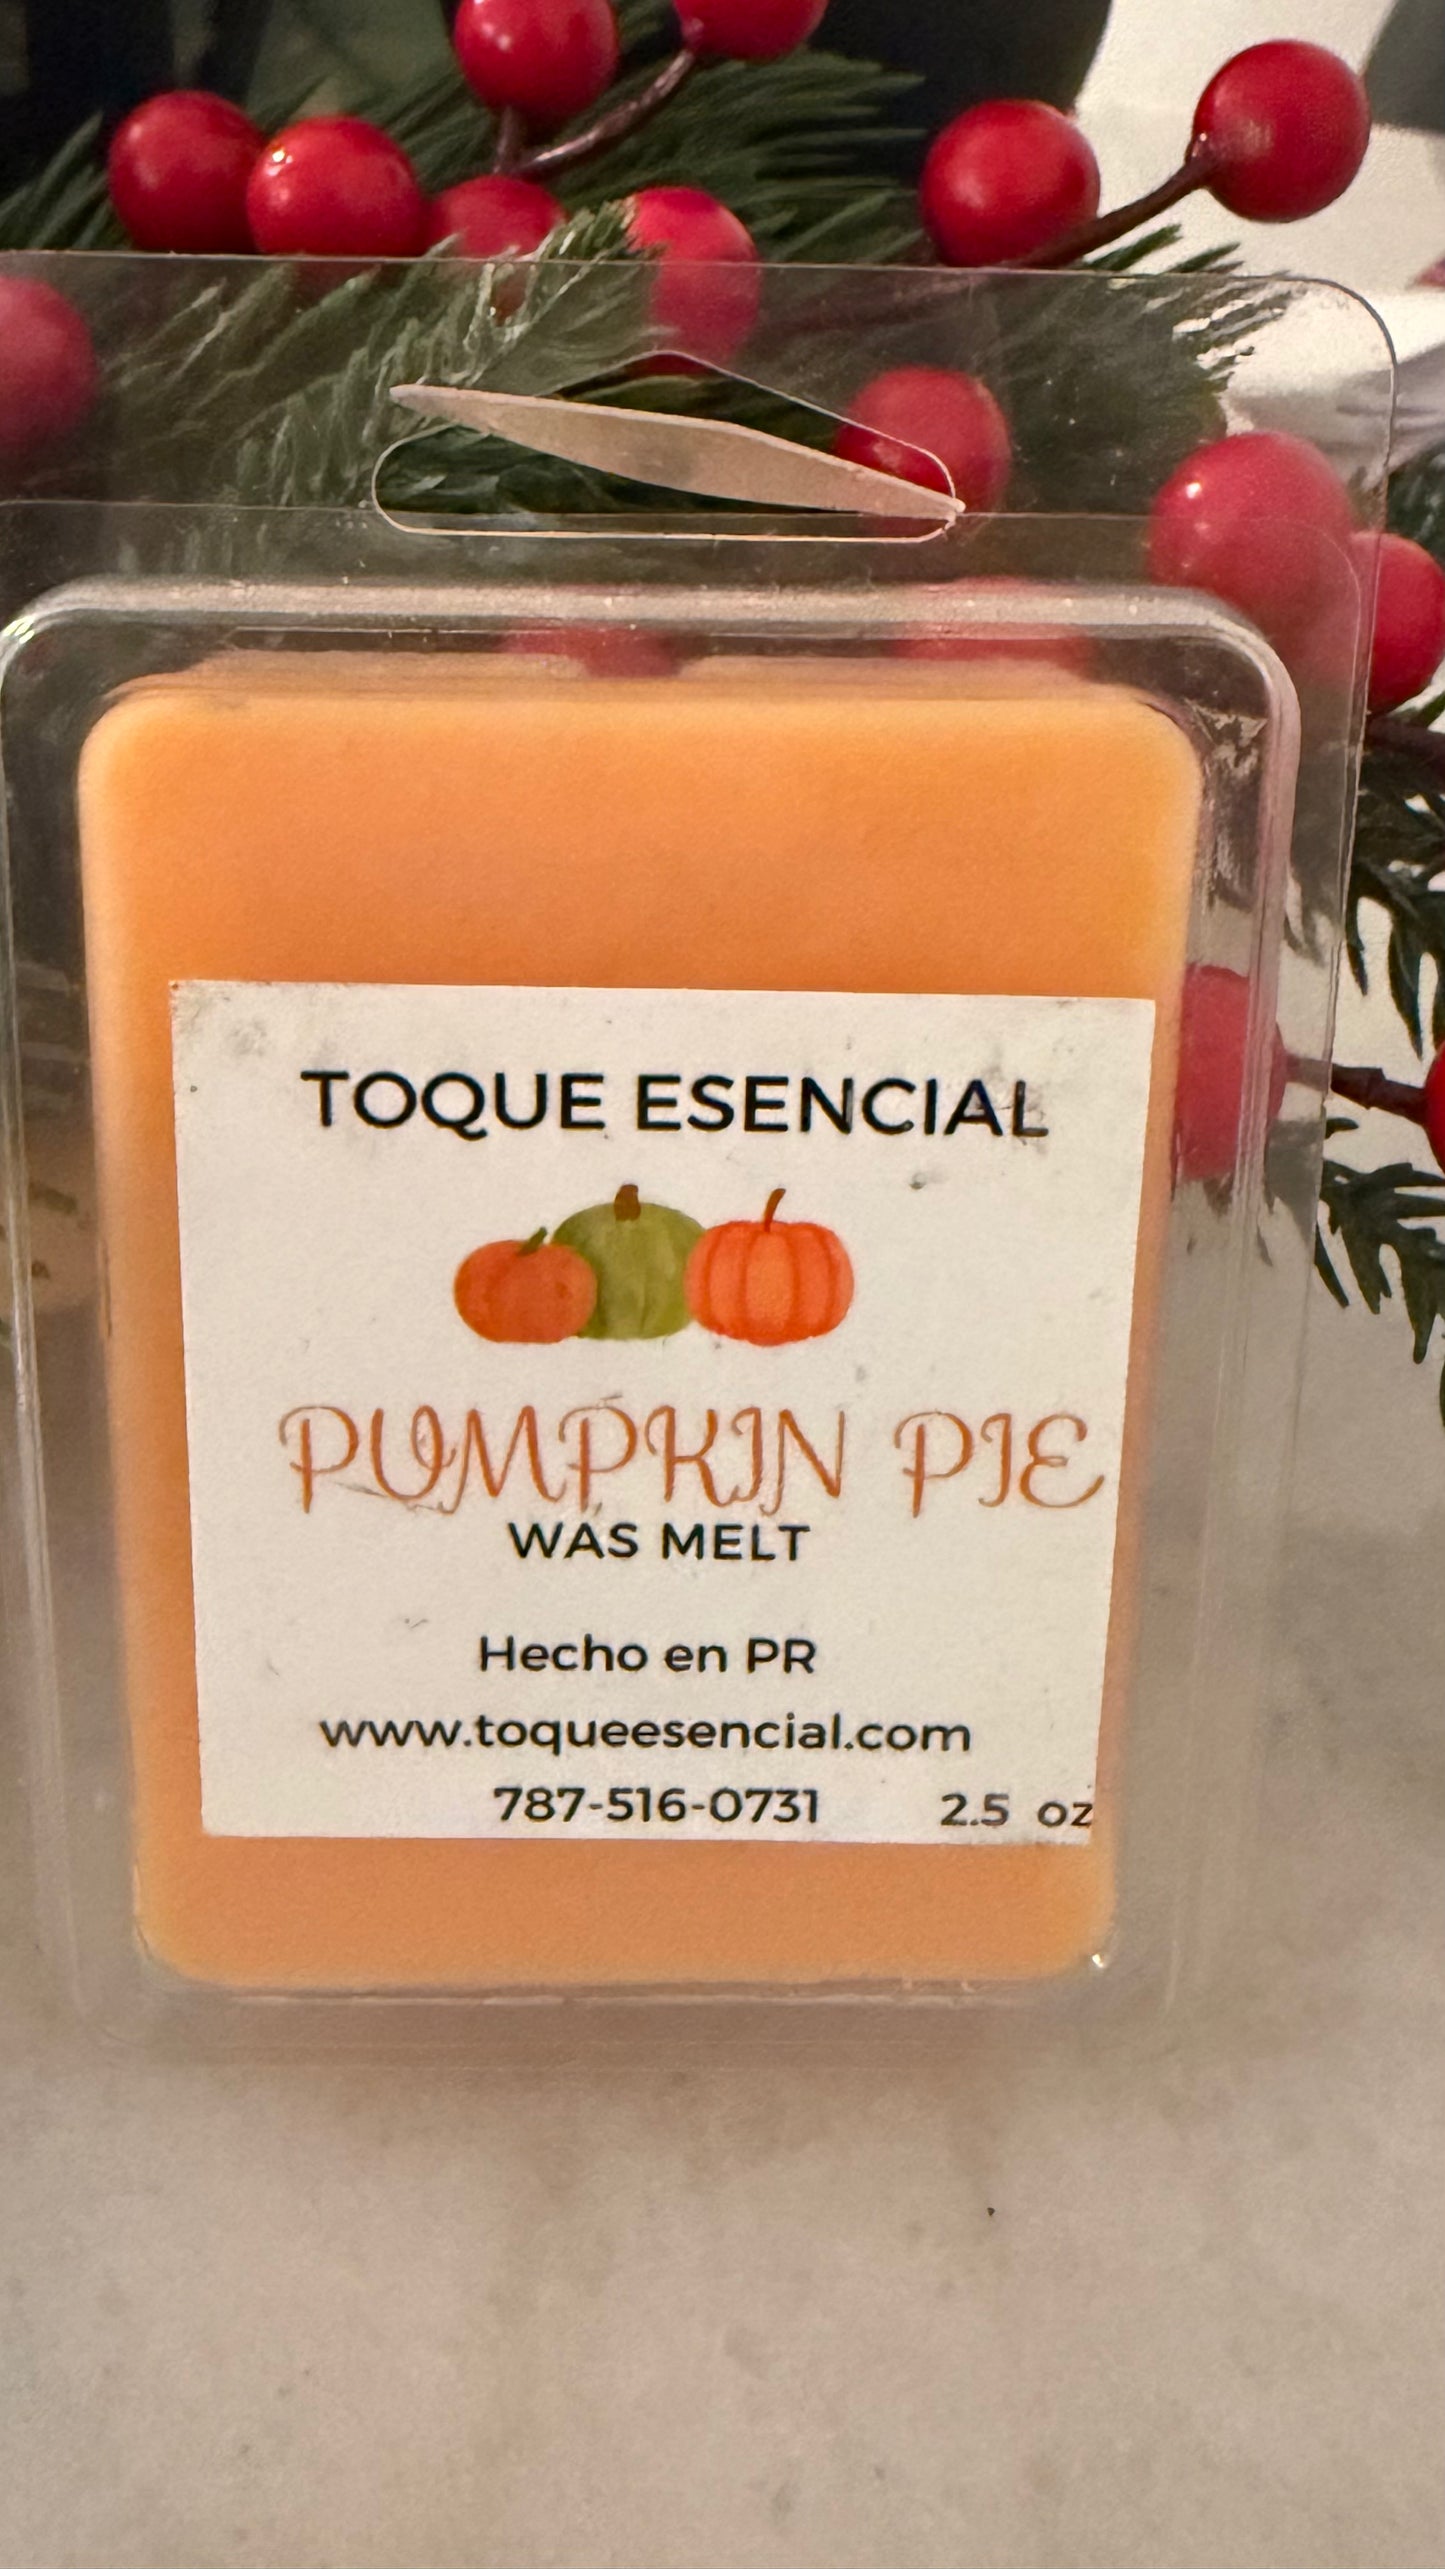 TOQUE ESENCIAL
PUMPKIN PIE
WAS MELT
Hecho en PR
www.toqueesencial.com
787-516-0731 2.5 oz